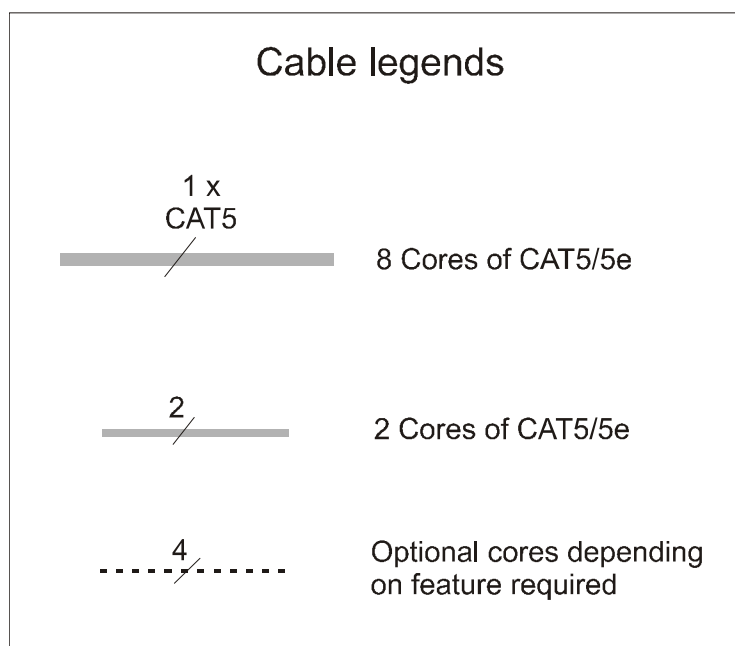 Cable legends
1 x
CAT5
8 Cores of CAT5/5e
2
2 Cores of CAT5/5e
4
Optional cores depending
on feature required